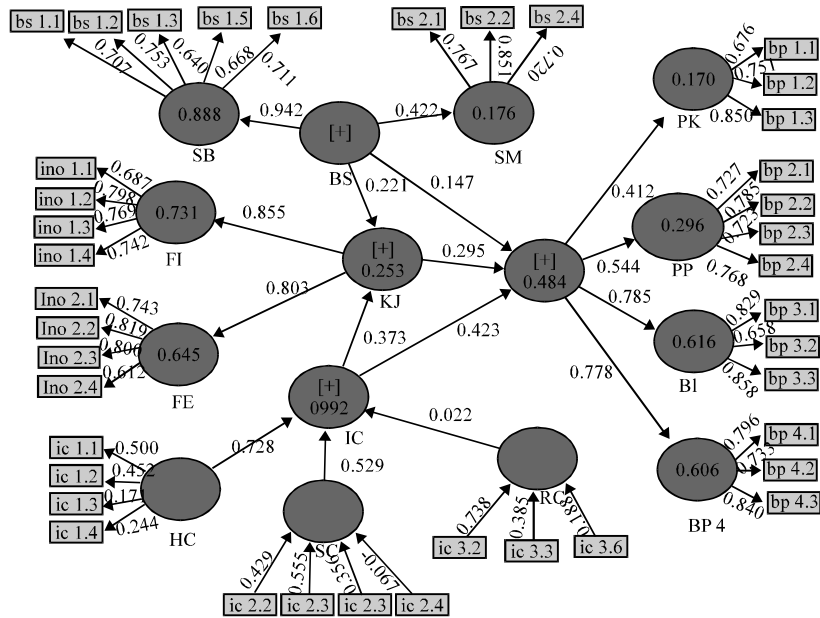 bs 1.1
bs 1.2
bs 1.3
bs 1.5
bs 1.6
0.707
0.753
0.640
0.668
0.711
0.888
SB
0.942
[+]
BS
0.422
bs 2.1
bs 2.2
bs 2.4
0.767
0.851
0.720
0.176
SM
0.221
0.147
ino 1.1
ino 1.2
ino 1.3
ino 1.4
0.687
0.798
0.769
0.742
0.731
FI
0.855
[+]
0.253
KJ
0.295
0.803
Ino 2.1
Ino 2.2
Ino 2.3
Ino 2.4
0.743
0.819
0.806
0.612
0.645
FE
0.373
0.423
[+]
0992
IC
0.022
ic 1.1
ic 1.2
ic 1.3
ic 1.4
0.500
0.452
0.171
0.244
HC
0.728
0.529
SC
0.429
0.555
0.356
-0.067
ic 2.2
ic 2.3
ic 2.3
ic 2.4
RC
0.738
0.385
0.188
ic 3.2
ic 3.3
ic 3.6
[+]
0.484
0.412
0.544
0.785
0.778
0.170
PK
0.676
0.751
0.850
bp 1.1
bp 1.2
bp 1.3
0.296
PP
0.727
0.785
0.723
0.768
bp 2.1
bp 2.2
bp 2.3
bp 2.4
0.616
Bl
0.829
0.658
0.858
bp 3.1
bp 3.2
bp 3.3
0.606
BP 4
0.796
0.733
0.840
bp 4.1
bp 4.2
bp 4.3